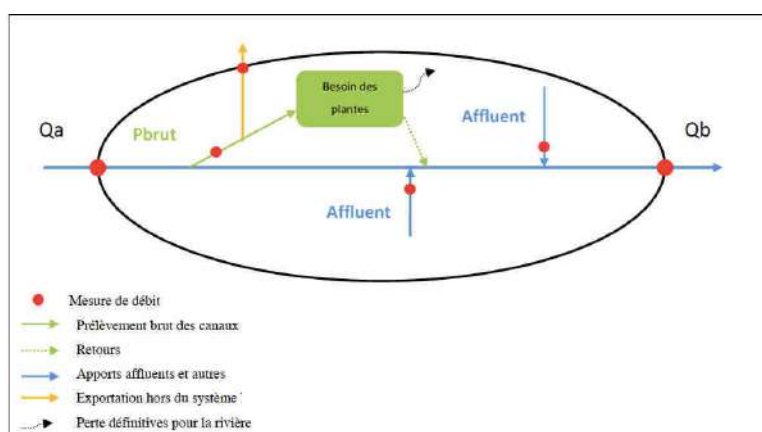 Besoin des
plantes
Affluent
Qa
Pbrut
Qb
Affluent
Mesure de débit
Prélèvement brut des canaux
Retours
Apports affluents et autres
Exportation hors du système
Perte définitives pour la rivière